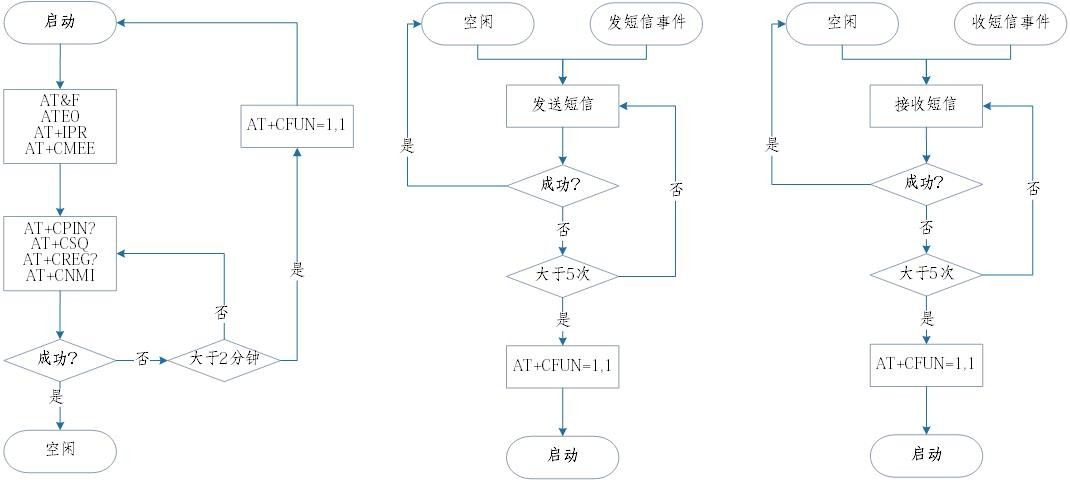 启动
AT&F
ATE0
AT+IPR
AT+CMEE
AT+CFUN=1,1
AT+CPIN?
AT+CSQ
AT+CREG?
AT+CNMI
是
否
成功?
否
大于2分钟
是
空闲
空闲
发短信事件
发送短信
是
成功?
否
否
大于5次
是
AT+CFUN=1,1
启动
空闲
收短信事件
接收短信
是
成功?
否
否
大于5次
是
AT+CFUN=1,1
启动